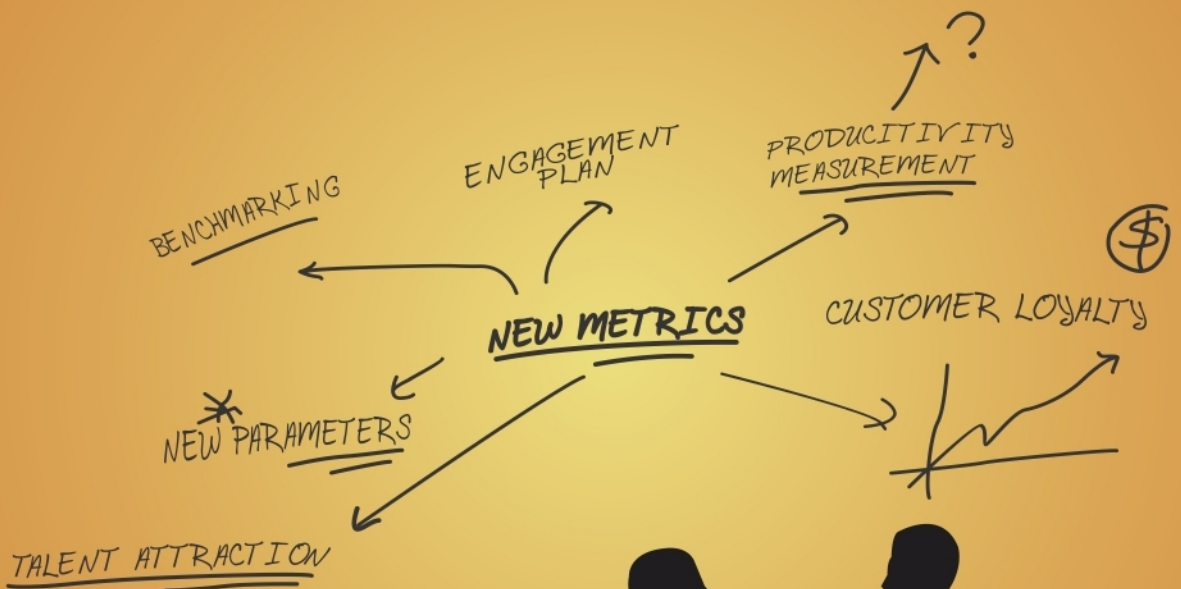 ?
PRODUCITIVITY
MEASUREMENT
ENGAGEMENT
PLAN
BENCHMARKING
$
CUSTOMER LOYALTY
NEW METRICS
NEW PARAMETERS
TALENT ATTRACTION